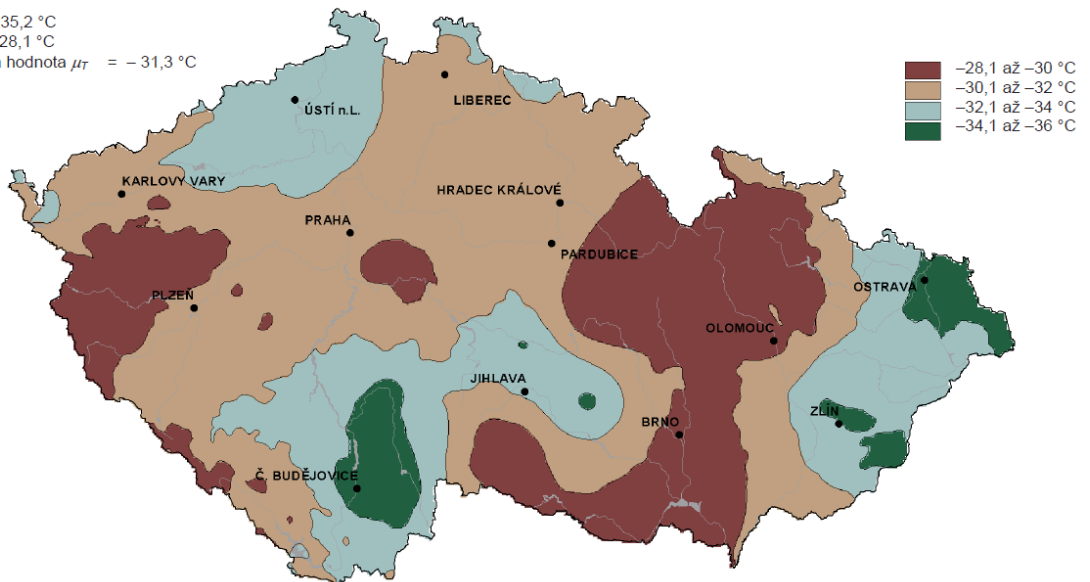 35,2 °C
28,1 °C
hodnota μT = – 31,3 °C
–28,1 až –30 °C
–30,1 až –32 °C
–32,1 až –34 °C
–34,1 až –36 °C
LIBEREC
ÚSTÍ n.L.
KARLOVY VARY
HRADEC KRÁLOVÉ
PRAHA
PARDUBICE
OSTRAVA
PLZEŇ
OLOMOUC
JIHLAVA
ZLÍN
BRNO
Č. BUDĚJOVICE